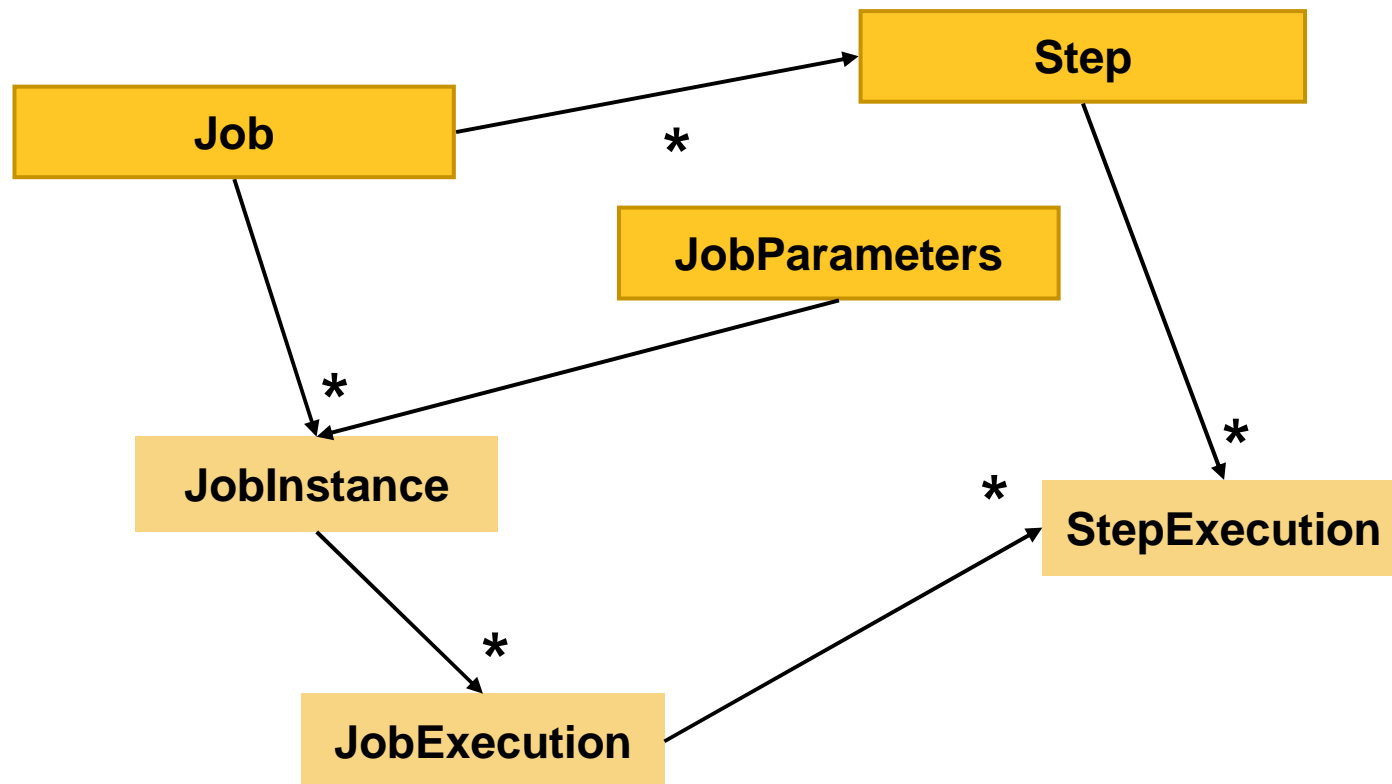 Step
Job
*
JobParameters
*
*
JobInstance
*
StepExecution
*
JobExecution